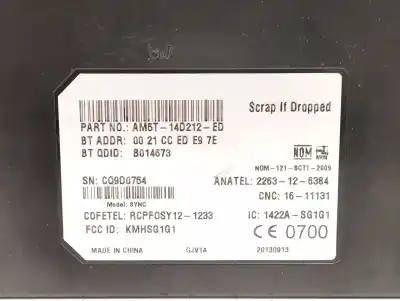 Scrap If Dropped
PART NO.: AM5T-14D212-ED
BT ADDR: 00 21 CC ED E9 7E
BT QDID: B014673
NOM
NOM-121-SCT1-2009
SN: CQ9D0754
ANATEL: 2263-12-6384
Model: SYNC
CNC: 16-11131
COFETEL: RCPFOSY12-1233
IC: 1422A-SG1G1
FCC ID: KMHSG1G1
CE 0700
MADE IN CHINA
GJV1A
20130913